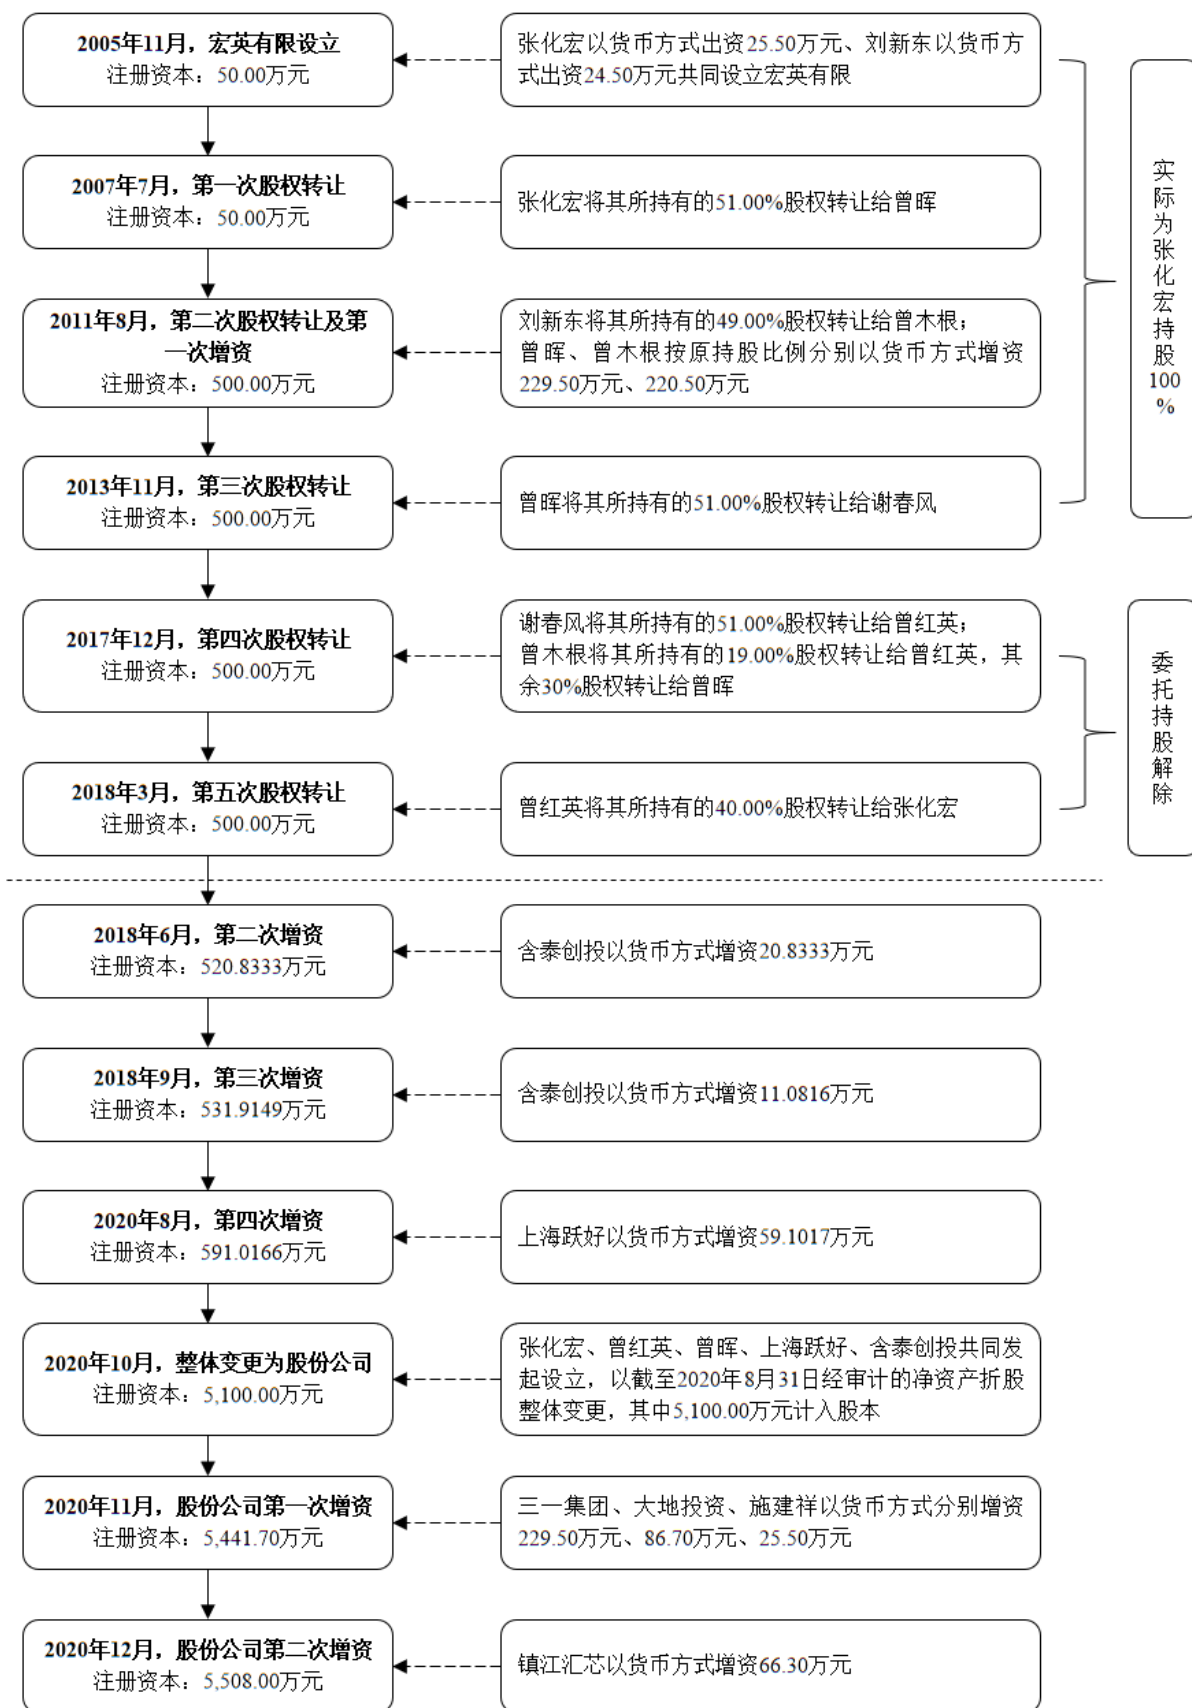 2005年11月，宏英有限设立
注册资本：50.00万元
张化宏以货币方式出资25.50万元、刘新东以货币方
式出资24.50万元共同设立宏英有限
2007年7月，第一次股权转让
注册资本：50.00万元
张化宏将其所持有的51.00%股权转让给曾晖
2011年8月，第二次股权转让及第
一次增资
注册资本：500.00万元
刘新东将其所持有的49.00%股权转让给曾木根；
曾晖、曾木根按原持股比例分别以货币方式增资
229.50万元、220.50万元
2013年11月，第三次股权转让
注册资本：500.00万元
曾晖将其所持有的51.00%股权转让给谢春风
实
际
为
张
化
宏
持
股
100
%
2017年12月，第四次股权转让
注册资本：500.00万元
谢春风将其所持有的51.00%股权转让给曾红英；
曾木根将其所持有的19.00%股权转让给曾红英，其
余30%股权转让给曾晖
2018年3月，第五次股权转让
注册资本：500.00万元
曾红英将其所持有的40.00%股权转让给张化宏
委
托
持
股
解
除
2018年6月，第二次增资
注册资本：520.8333万元
含泰创投以货币方式增资20.8333万元
2018年9月，第三次增资
注册资本：531.9149万元
含泰创投以货币方式增资11.0816万元
2020年8月，第四次增资
注册资本：591.0166万元
上海跃好以货币方式增资59.1017万元
2020年10月，整体变更为股份公司
注册资本：5,100.00万元
张化宏、曾红英、曾晖、上海跃好、含泰创投共同发
起设立，以截至2020年8月31日经审计的净资产折股
整体变更，其中5,100.00万元计入股本
2020年11月，股份公司第一次增资
注册资本：5,441.70万元
三一集团、大地投资、施建祥以货币方式分别增资
229.50万元、86.70万元、25.50万元
2020年12月，股份公司第二次增资
注册资本：5,508.00万元
镇江汇芯以货币方式增资66.30万元